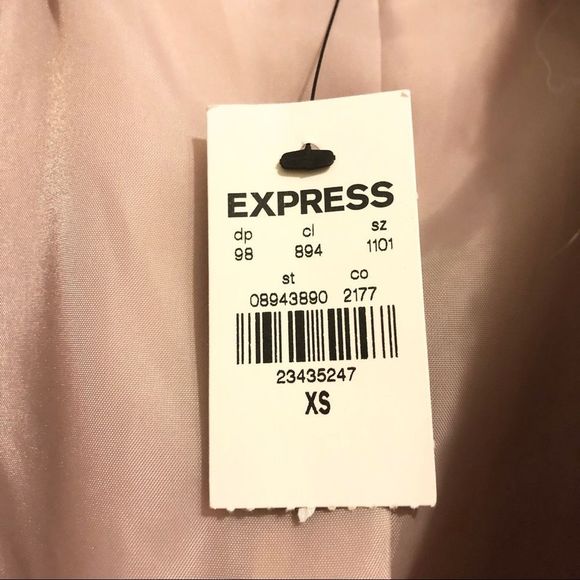 EXPRESS
dp cl sz
98 894 1101
st co
08943890 2177
23435247
XS